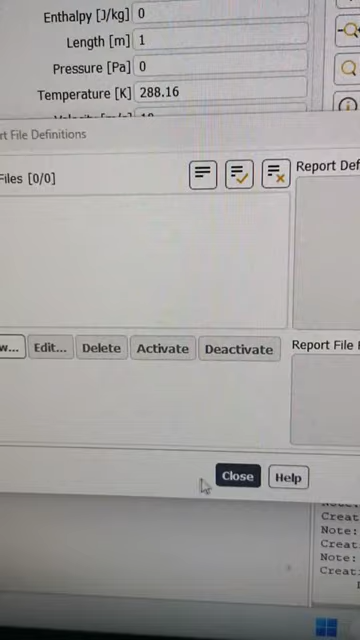 Enthalpy [J/kg] 0
Length [m] 1
Pressure [Pa] 0
Temperature [K] 288.16
rt File Definitions
Files [0/0]
Report Def
w...
Edit...
Delete
Activate
Deactivate
Report File
Close
Help
Note:
Creat
Note:
Creat
Note:
Creat